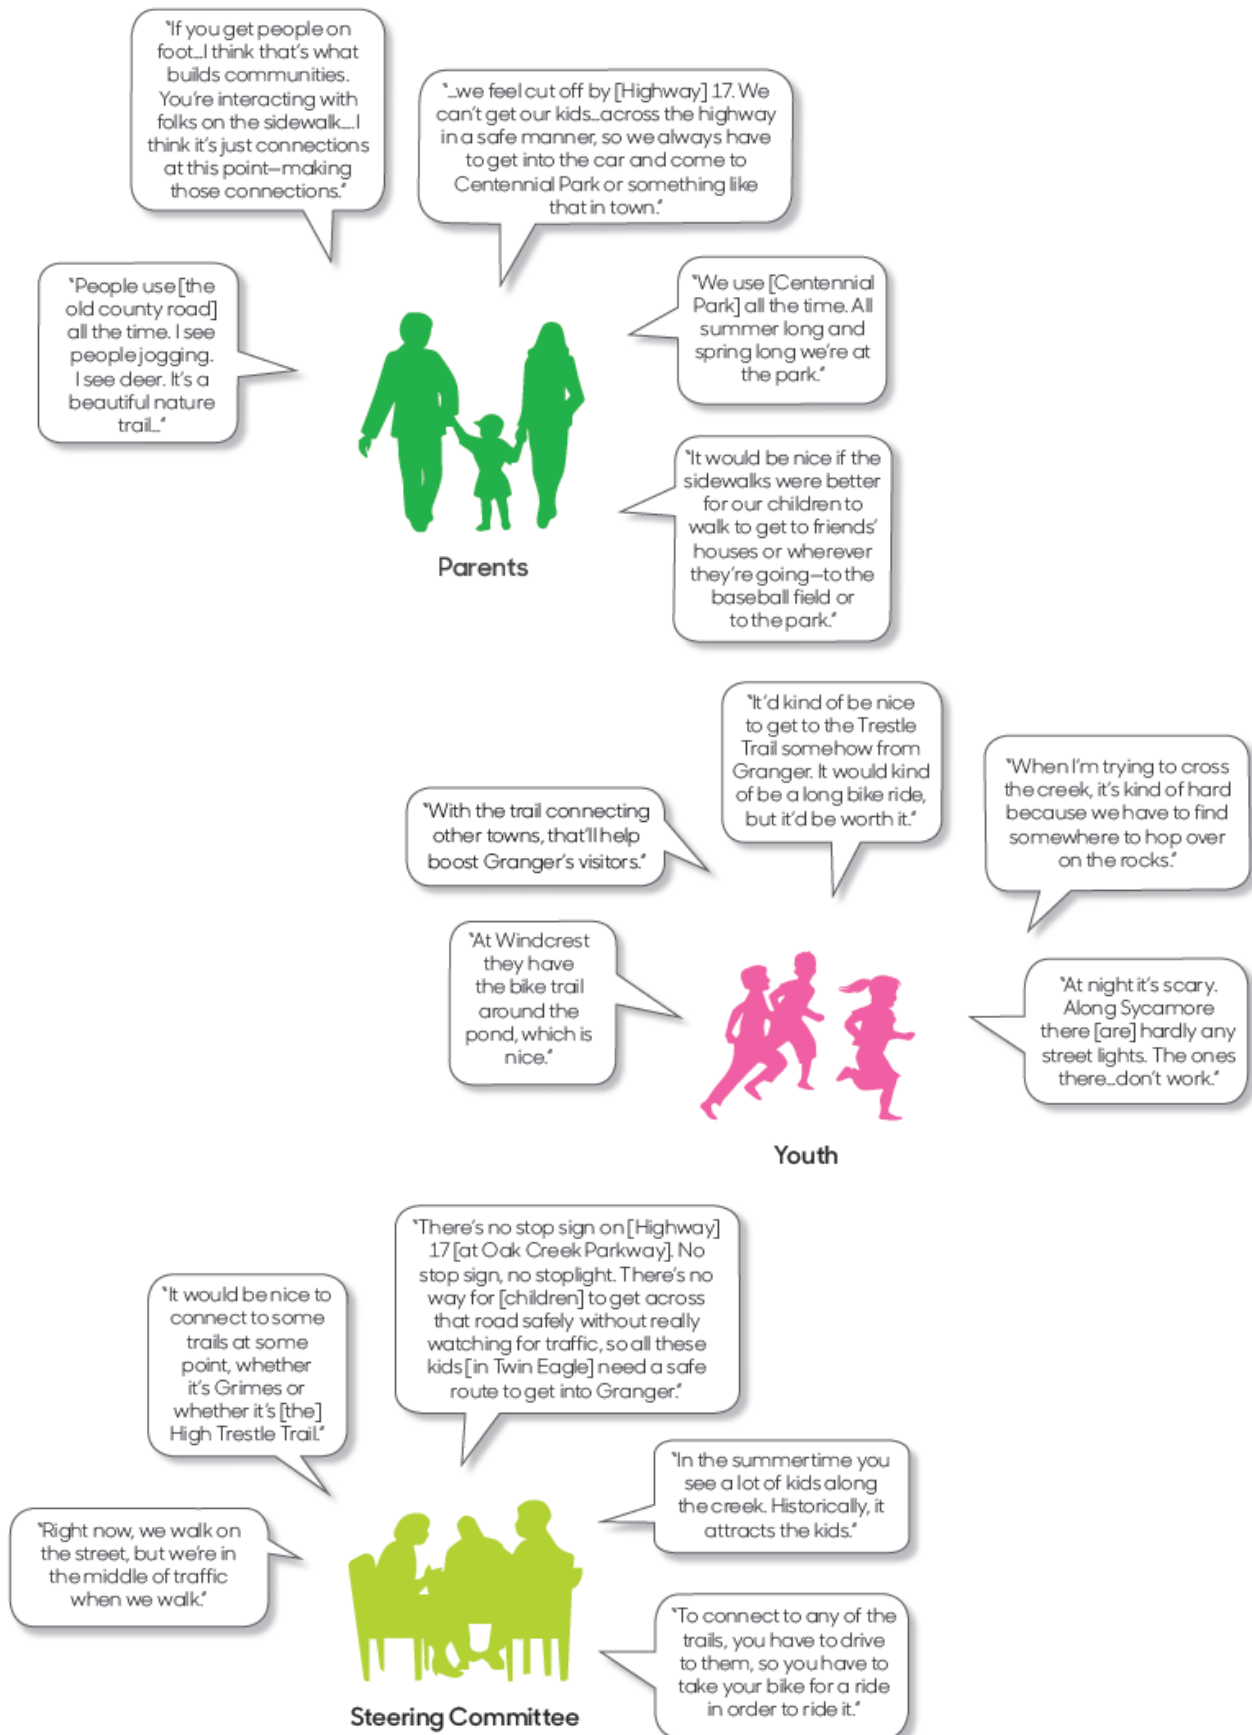 "If you get people on
foot...I think that's what
builds communities.
You're interacting with
folks on the sidewalk....I
think it's just connections
at this point—making
those connections."
"...we feel cut off by [Highway] 17. We
can't get our kids...across the highway
in a safe manner, so we always have
to get into the car and come to
Centennial Park or something like
that in town."
"People use [the
old county road]
all the time. I see
people jogging.
I see deer. It's a
beautiful nature
trail..."
"We use [Centennial
Park] all the time. All
summer long and
spring long we're at
the park."
"It would be nice if the
sidewalks were better
for our children to
walk to get to friends'
houses or wherever
they're going—to the
baseball field or
to the park."
Parents
"It'd kind of be nice
to get to the Trestle
Trail somehow from
Granger. It would kind
of be a long bike ride,
but it'd be worth it."
"When I'm trying to cross
the creek, it's kind of hard
because we have to find
somewhere to hop over
on the rocks."
"With the trail connecting
other towns, that'll help
boost Granger's visitors."
"At Windcrest
they have
the bike trail
around the
pond, which is
nice."
"At night it's scary.
Along Sycamore
there [are] hardly any
street lights. The ones
there...don't work."
Youth
"There's no stop sign on [Highway]
17 [at Oak Creek Parkway]. No
stop sign, no stoplight. There's no
way for [children] to get across
that road safely without really
watching for traffic, so all these
kids [in Twin Eagle] need a safe
route to get into Granger."
"It would be nice to
connect to some
trails at some
point, whether
it's Grimes or
whether it's [the]
High Trestle Trail."
"In the summertime you
see a lot of kids along
the creek. Historically, it
attracts the kids."
"Right now, we walk on
the street, but we're in
the middle of traffic
when we walk."
"To connect to any of the
trails, you have to drive
to them, so you have to
take your bike for a ride
in order to ride it."
Steering Committee